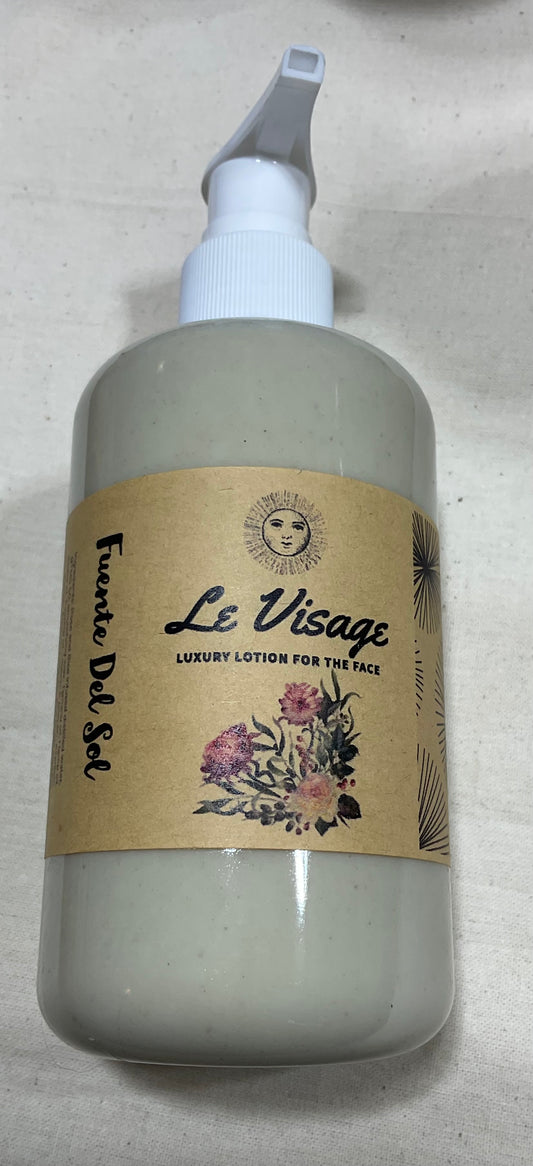 Le Visage
LUXURY LOTION FOR THE FACE
Fuente Del Sol